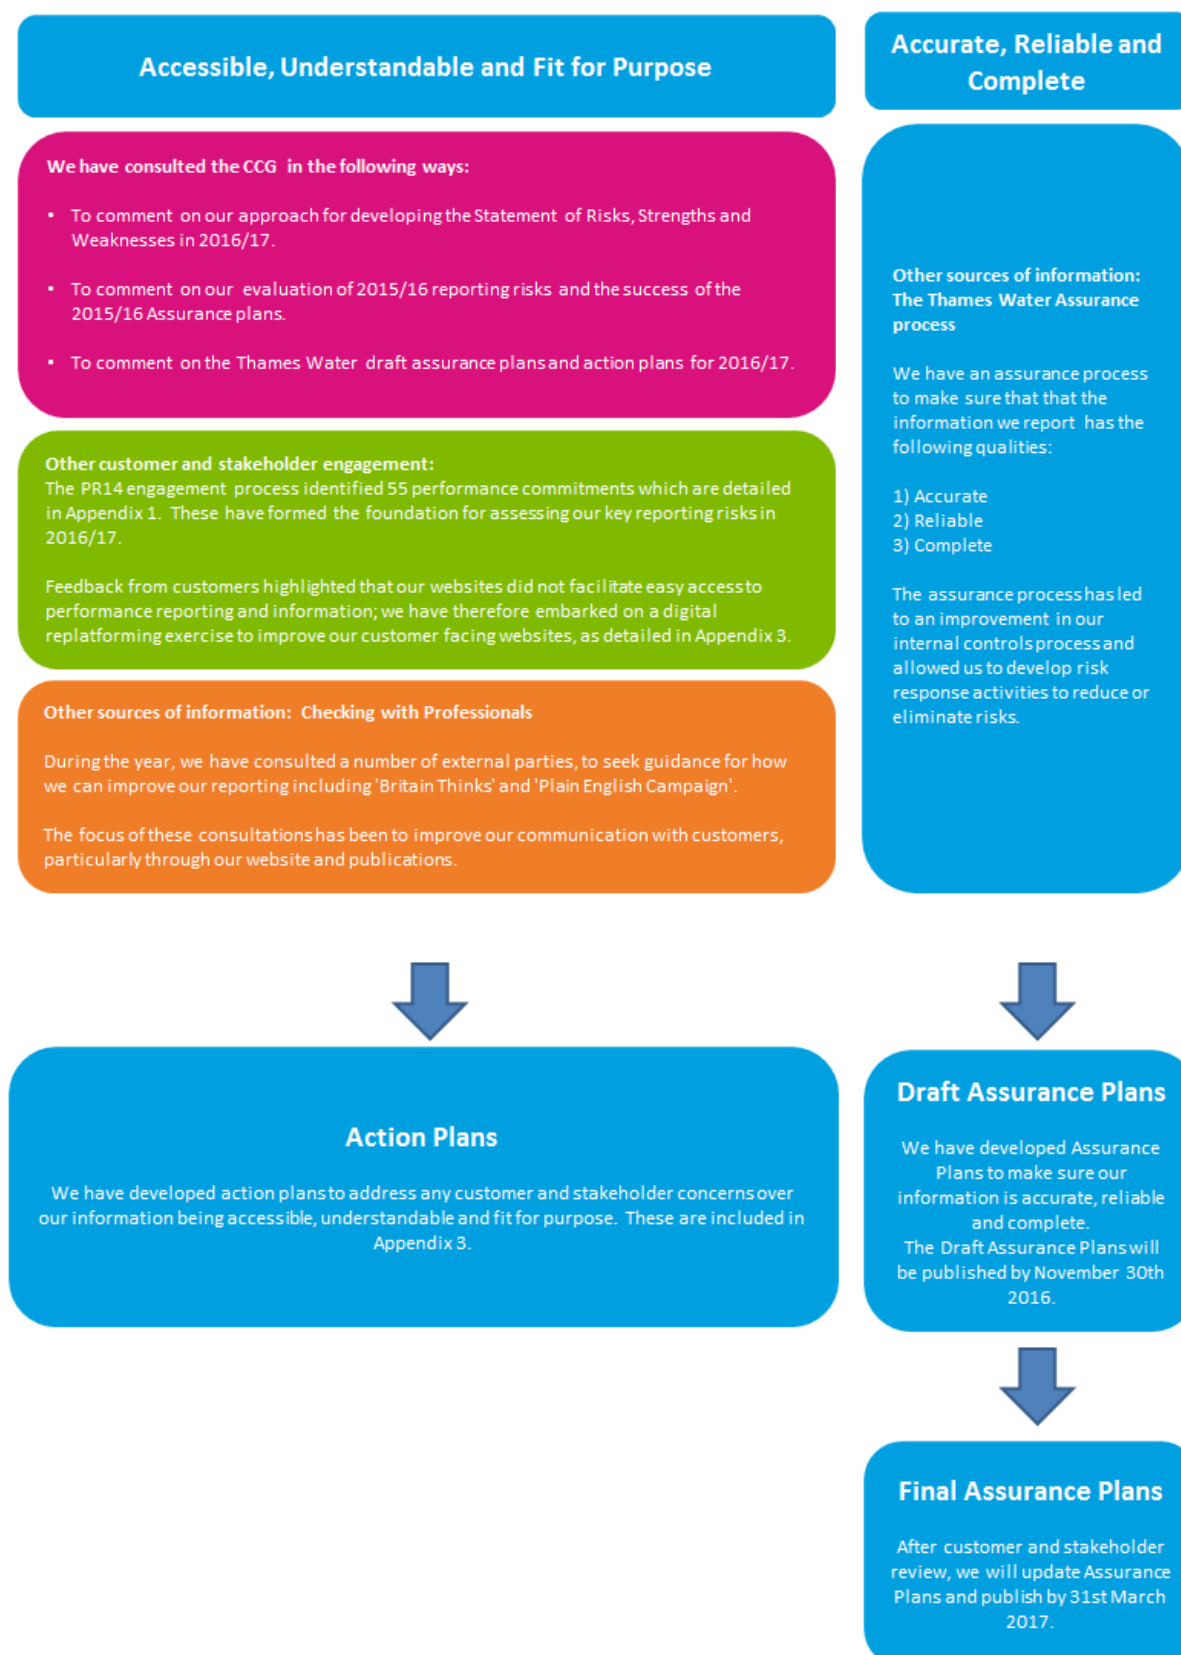 Accessible, Understandable and Fit for Purpose
We have consulted the CCG in the following ways:
• To comment on our approach for developing the Statement of Risks, Strengths and
Weaknesses in 2016/17.
• To comment on our evaluation of 2015/16 reporting risks and the success of the
2015/16 Assurance plans.
• To comment on the Thames Water draft assurance plans and action plans for 2016/17.
Other customer and stakeholder engagement:
The PR14 engagement process identified 55 performance commitments which are detailed
in Appendix 1. These have formed the foundation for assessing our key reporting risks in
2016/17.
Feedback from customers highlighted that our websites did not facilitate easy access to
performance reporting and information; we have therefore embarked on a digital
replatforming exercise to improve our customer facing websites, as detailed in Appendix 3.
Other sources of information: Checking with Professionals
During the year, we have consulted a number of external parties, to seek guidance for how
we can improve our reporting including 'Britain Thinks' and 'Plain English Campaign'.
The focus of these consultations has been to improve our communication with customers,
particularly through our website and publications.
Action Plans
We have developed action plans to address any customer and stakeholder concerns over
our information being accessible, understandable and fit for purpose. These are included in
Appendix 3.
Accurate, Reliable and
Complete
Other sources of information:
The Thames Water Assurance
process
We have an assurance process
to make sure that that the
information we report has the
following qualities:
1) Accurate
2) Reliable
3) Complete
The assurance process has led
to an improvement in our
internal controls process and
allowed us to develop risk
response activities to reduce or
eliminate risks.
Draft Assurance Plans
We have developed Assurance
Plans to make sure our
information is accurate, reliable
and complete.
The Draft Assurance Plans will
be published by November 30th
2016.
Final Assurance Plans
After customer and stakeholder
review, we will update Assurance
Plans and publish by 31st March
2017.